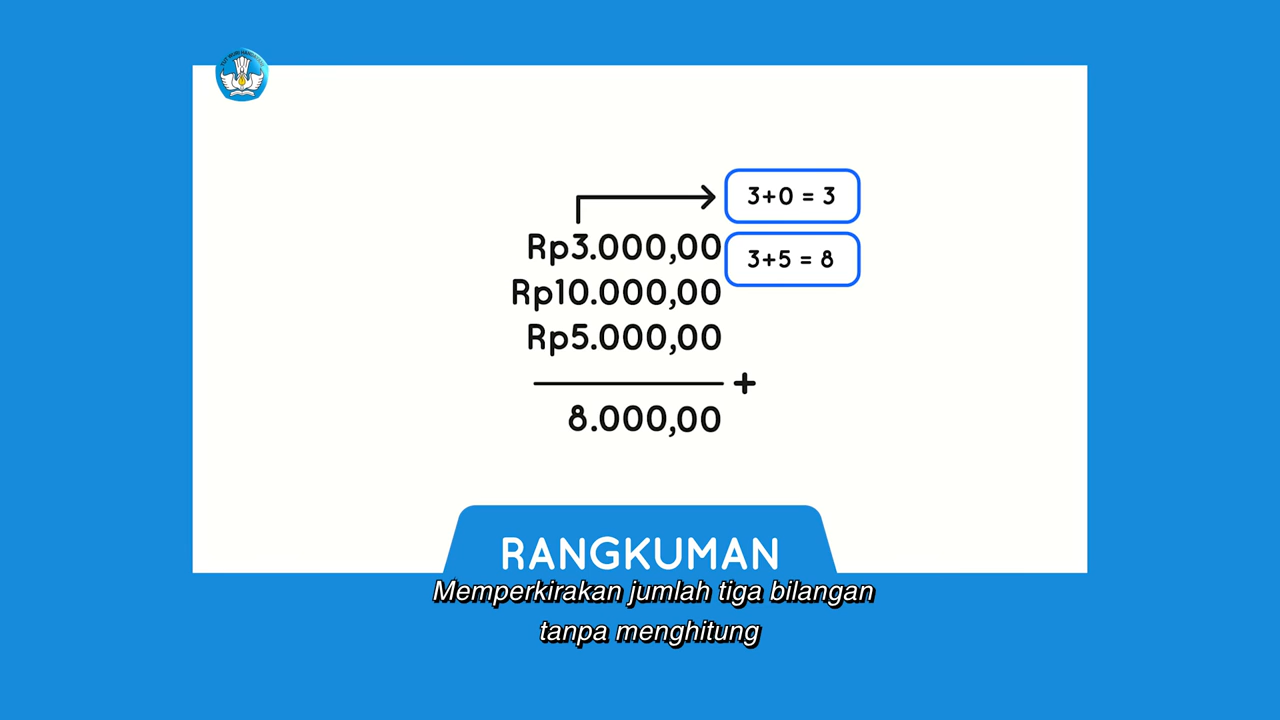 3+0 = 3
Rp3.000,00
3+5 = 8
Rp10.000,00
Rp5.000,00
+
8.000,00
RANGKUMAN
Memperkirakan jumlah tiga bilangan
tanpa menghitung